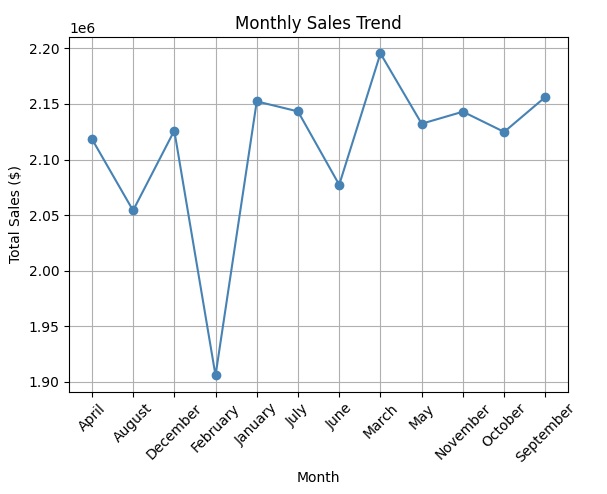 Monthly Sales Trend
1e6
2.20
2.15
2.10
2.05
2.00
1.95
1.90
Total Sales ($)
April
August
December
February
January
July
June
March
May
November
October
September
Month